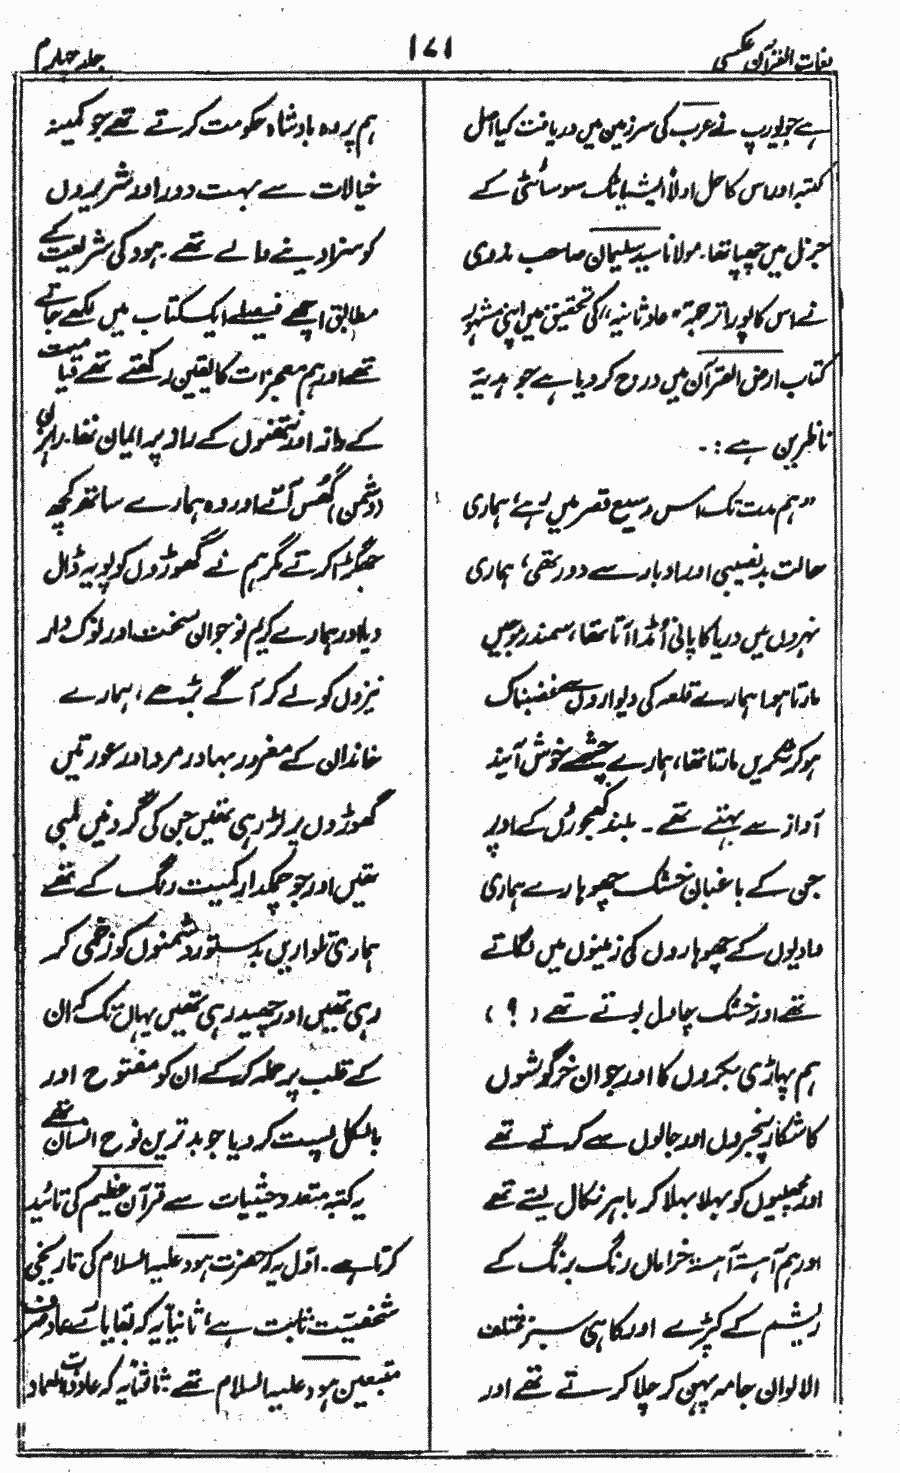 لغات القرآن عکسی
۱۷۱
جلد چہارم
ہے جو یورپ نے عرب کی سرزمین میں دریافت کیا اصل
کتبہ اور اس کا حل اولاً ایشیاٹک سوسائٹی کے
جرنل میں چھپا تھا۔ مولانا سید سلیمان صاحب ندوی
نے اس کا پورا ترجمہ "عاد ثانیہ" کی تحقیق میں اپنی مشہور
کتاب ارض القرآن میں درج کر دیا ہے جو ہدیۂ
ناظرین ہے :۔
"ہم مدت تک اس وسیع قصر میں رہے، ہماری
حالت بدنصیبی اور ادبار سے دور تھی، ہماری
نہروں میں دریا کا پانی اُمڈا آتا تھا، سمندر موجیں
مارتا ہوا ہمارے قلعہ کی دیواروں سے غضبناک
ہو کر ٹکریں مارتا تھا، ہمارے چشمے خوش آیند
آواز سے بہتے تھے۔ بلند کھجوروں کے اوپر
جن کے باغبان خشک چھوہارے ہماری
وادیوں کے چھوہاروں کی زمینوں میں لگاتے
تھے اور خشک چاول بوتے تھے ( ؟ )
ہم پہاڑی بکروں کا اور جوان خرگوشوں
کا شکار پنجروں اور جالوں سے کرتے تھے
اور مچھلیوں کو بہلا بہلا کر باہر نکال لیتے تھے
اور ہم آہستہ آہستہ خراماں رنگ برنگ کے
ریشم کے کپڑے اور کاہی سبز مختلف
الالوان جامہ پہن کر چلا کرتے تھے اور
ہم پر وہ بادشاہ حکومت کرتے تھے جو کمینہ
خیالات سے بہت دور اور شریروں
کو سزا دینے والے تھے۔ ہود کی شریعت کے
مطابق اچھے فیصلے ایک کتاب میں لکھے جاتے
تھے اور ہم معجزات کا یقین رکھتے تھے قیامت
کے راز اور نتھنوں کے راز پر ایمان تھا۔ راہزن
(دشمن) گھس آتے اور وہ ہمارے ساتھ کچھ
جھگڑا کرتے مگر ہم نے گھوڑوں کو پویہ ڈال
دیا اور ہمارے کریم نوجوان سخت اور نوک دار
نیزوں کو لے کر آگے بڑھے، ہمارے
خاندان کے مغرور بہادر مرد اور عورتیں
گھوڑوں پر لڑ رہی تھیں جن کی گردنیں لمبی
تھیں اور جو چمکدار کمیت رنگ کے تھے
ہماری تلواریں بدستور دشمنوں کو زخمی کر
رہی تھیں اور چھید رہی تھیں یہاں تک کہ ان
کے قلب پر حملہ کر کے ان کو مفتوح اور
بالکل پست کر دیا جو بدترین نوح انسان تھے
یہ کتبہ متعدد حیثیات سے قرآن عظیم کی تائید
کرتا ہے۔ اوّل یہ کہ حضرت ہود علیہ السلام کی تاریخی
شخصیت ثابت ہے، ثانیاً یہ کہ بقایائے عاد صرف
متبعین ہود علیہ السلام تھے، ثالثاً یہ کہ عاد ذات العماد